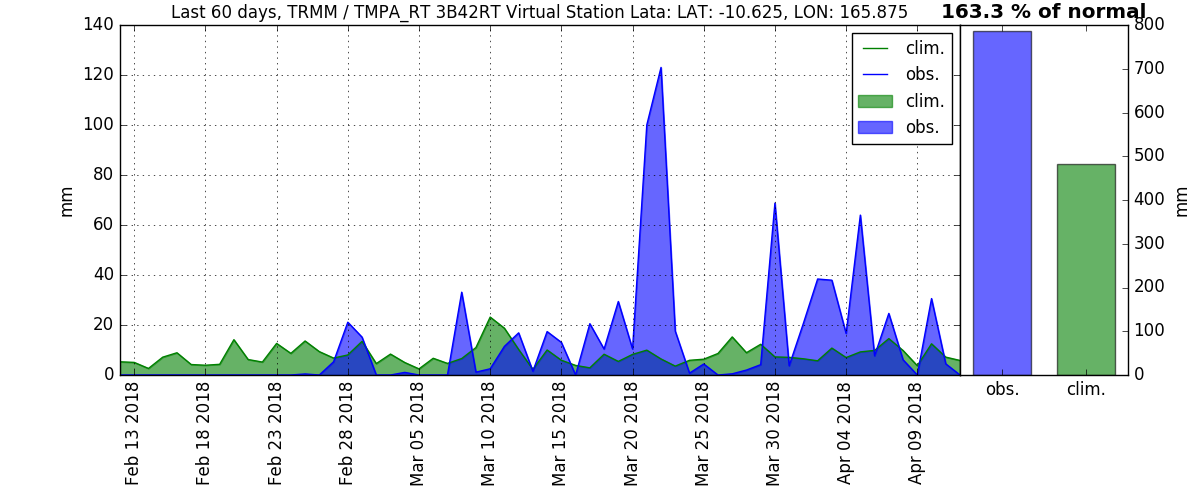 Last 60 days, TRMM / TMPA_RT 3B42RT Virtual Station Lata: LAT: -10.625, LON: 165.875
163.3 % of normal
140
120
100
80
60
40
20
0
mm
clim.
obs.
clim.
obs.
800
700
600
500
400
300
200
100
0
mm
obs.
clim.
Feb 13 2018
Feb 18 2018
Feb 23 2018
Feb 28 2018
Mar 05 2018
Mar 10 2018
Mar 15 2018
Mar 20 2018
Mar 25 2018
Mar 30 2018
Apr 04 2018
Apr 09 2018